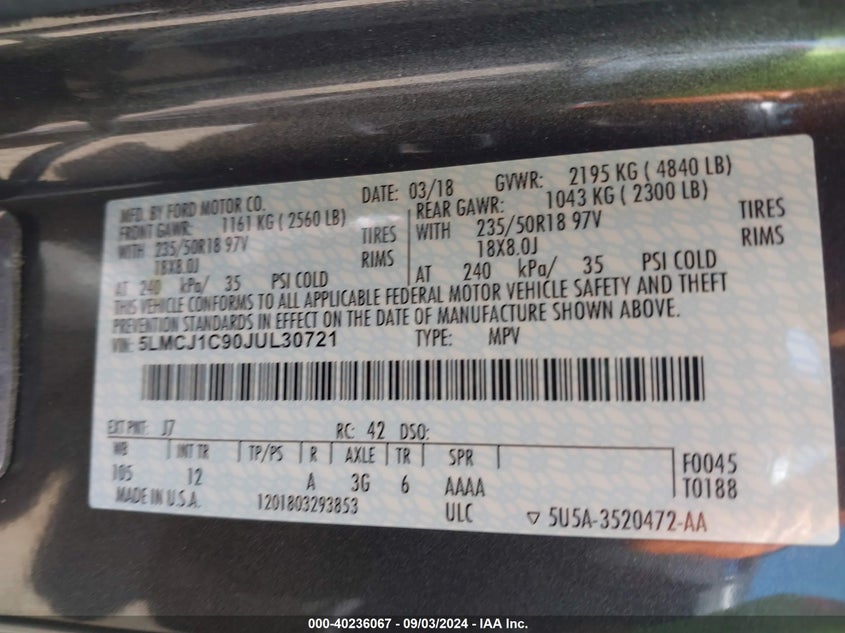 MFD. BY FORD MOTOR CO. DATE: 03/18 GVWR: 2195 KG ( 4840 LB)
FRONT GAWR: 1161 KG ( 2560 LB) REAR GAWR: 1043 KG ( 2300 LB)
WITH 235/50R18 97V TIRES WITH 235/50R18 97V TIRES
18X8.0J RIMS 18X8.0J RIMS
AT 240 kPa/ 35 PSI COLD AT 240 kPa/ 35 PSI COLD
THIS VEHICLE CONFORMS TO ALL APPLICABLE FEDERAL MOTOR VEHICLE SAFETY AND THEFT
PREVENTION STANDARDS IN EFFECT ON THE DATE OF MANUFACTURE SHOWN ABOVE.
VIN: 5LMCJ1C90JUL30721 TYPE: MPV
EXT PNT: J7 RC: 42 DSO:
WB INT TR TP/PS R AXLE TR SPR F0045
105 12 A 3G 6 AAAA T0188
MADE IN U.S.A. 1201803293853 ULC ▽ 5U5A-3520472-AA
000-40236067 - 09/03/2024 - IAA Inc.